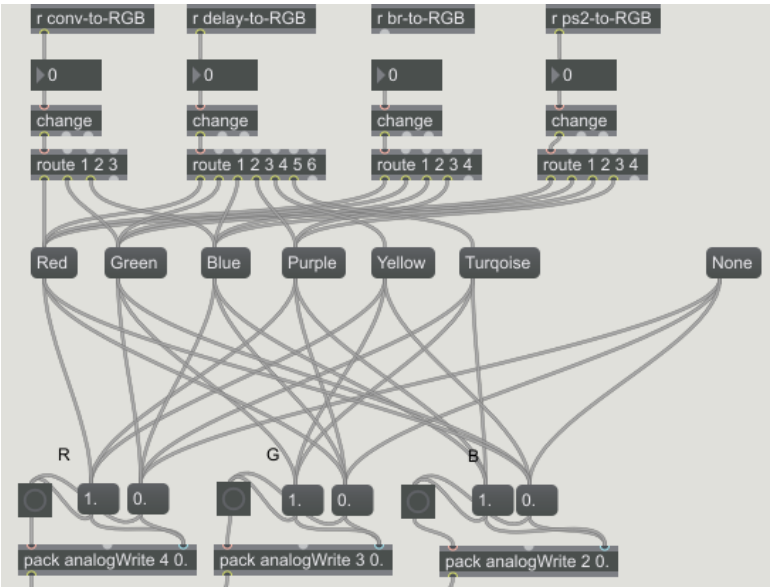 r conv-to-RGB
r delay-to-RGB
r br-to-RGB
r ps2-to-RGB
0
0
0
0
change
change
change
change
route 1 2 3
route 1 2 3 4 5 6
route 1 2 3 4
route 1 2 3 4
Red
Green
Blue
Purple
Yellow
Turqoise
None
R
G
B
1.
0.
1.
0.
1.
0.
pack analogWrite 4 0.
pack analogWrite 3 0.
pack analogWrite 2 0.